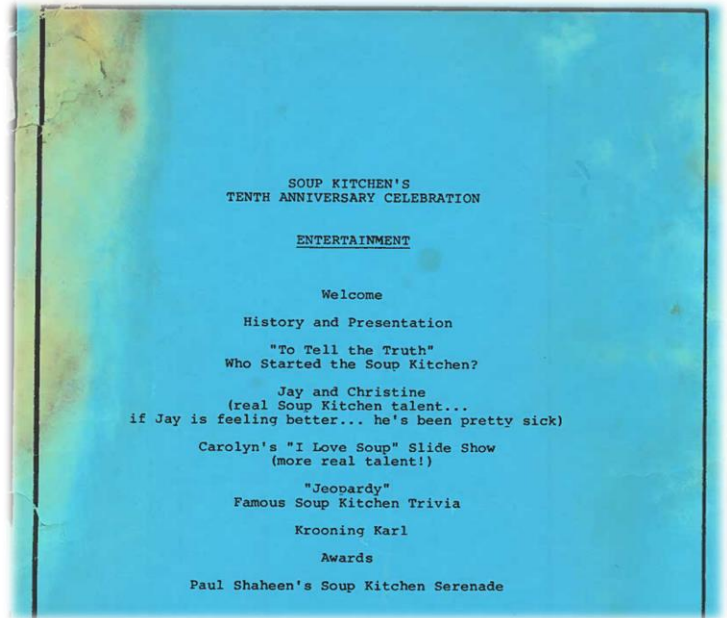 SOUP KITCHEN'S
TENTH ANNIVERSARY CELEBRATION
ENTERTAINMENT
Welcome
History and Presentation
"To Tell the Truth"
Who Started the Soup Kitchen?
Jay and Christine
(real Soup Kitchen talent...
if Jay is feeling better... he's been pretty sick)
Carolyn's "I Love Soup" Slide Show
(more real talent!)
"Jeopardy"
Famous Soup Kitchen Trivia
Krooning Karl
Awards
Paul Shaheen's Soup Kitchen Serenade